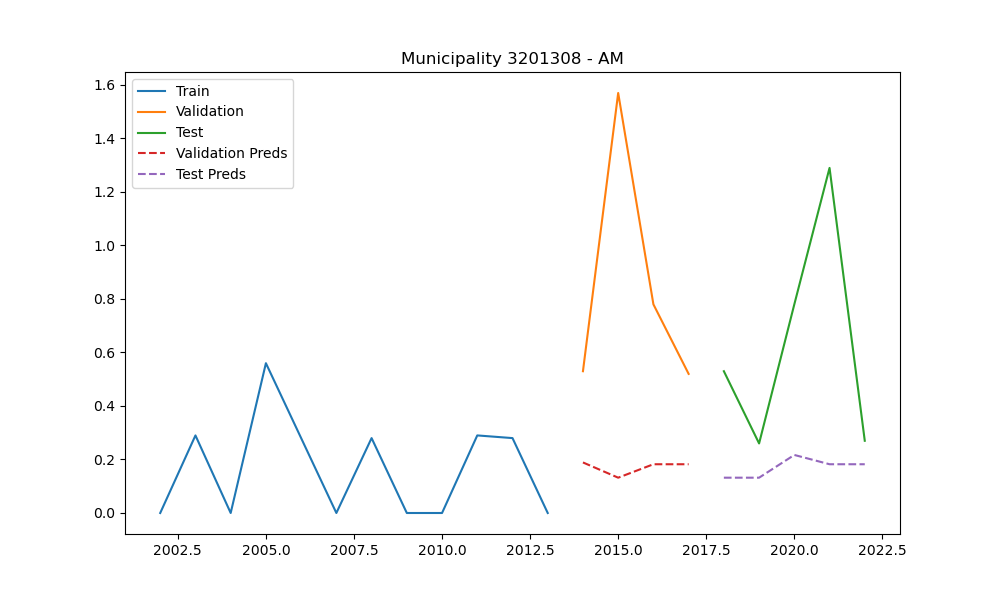 Municipality 3201308 - AM
Train
Validation
Test
Validation Preds
Test Preds
1.6
1.4
1.2
1.0
0.8
0.6
0.4
0.2
0.0
2002.5 2005.0 2007.5 2010.0 2012.5 2015.0 2017.5 2020.0 2022.5